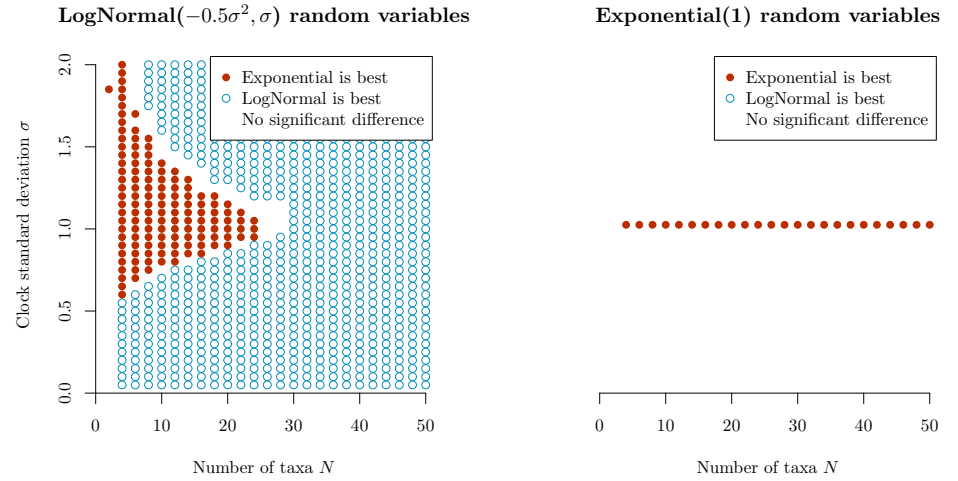 LogNormal(−0.5σ², σ) random variables
Exponential is best
LogNormal is best
No significant difference
Clock standard deviation σ
2.0
1.5
1.0
0.5
0.0
0 10 20 30 40 50
Number of taxa N
Exponential(1) random variables
Exponential is best
LogNormal is best
No significant difference
0 10 20 30 40 50
Number of taxa N